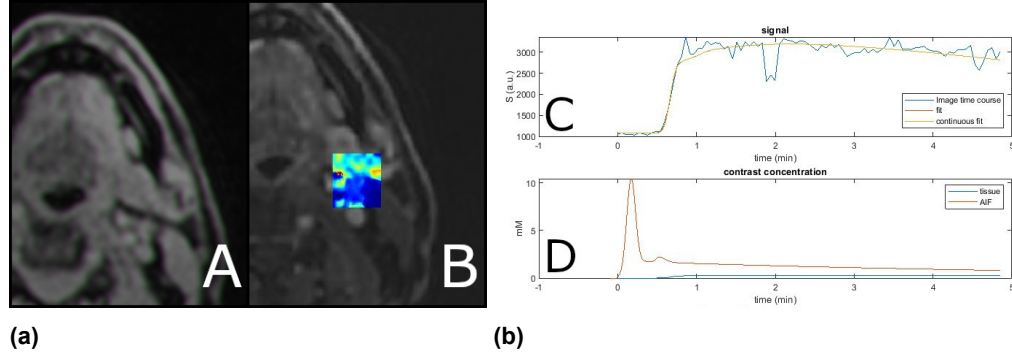 A
B
(a)
signal
S (a.u.)
3000
2500
2000
1500
1000
C
Image time course
fit
continuous fit
-1 0 1 2 3 4 5
time (min)
contrast concentration
mM
10
5
0
D
tissue
AIF
-1 0 1 2 3 4 5
time (min)
(b)